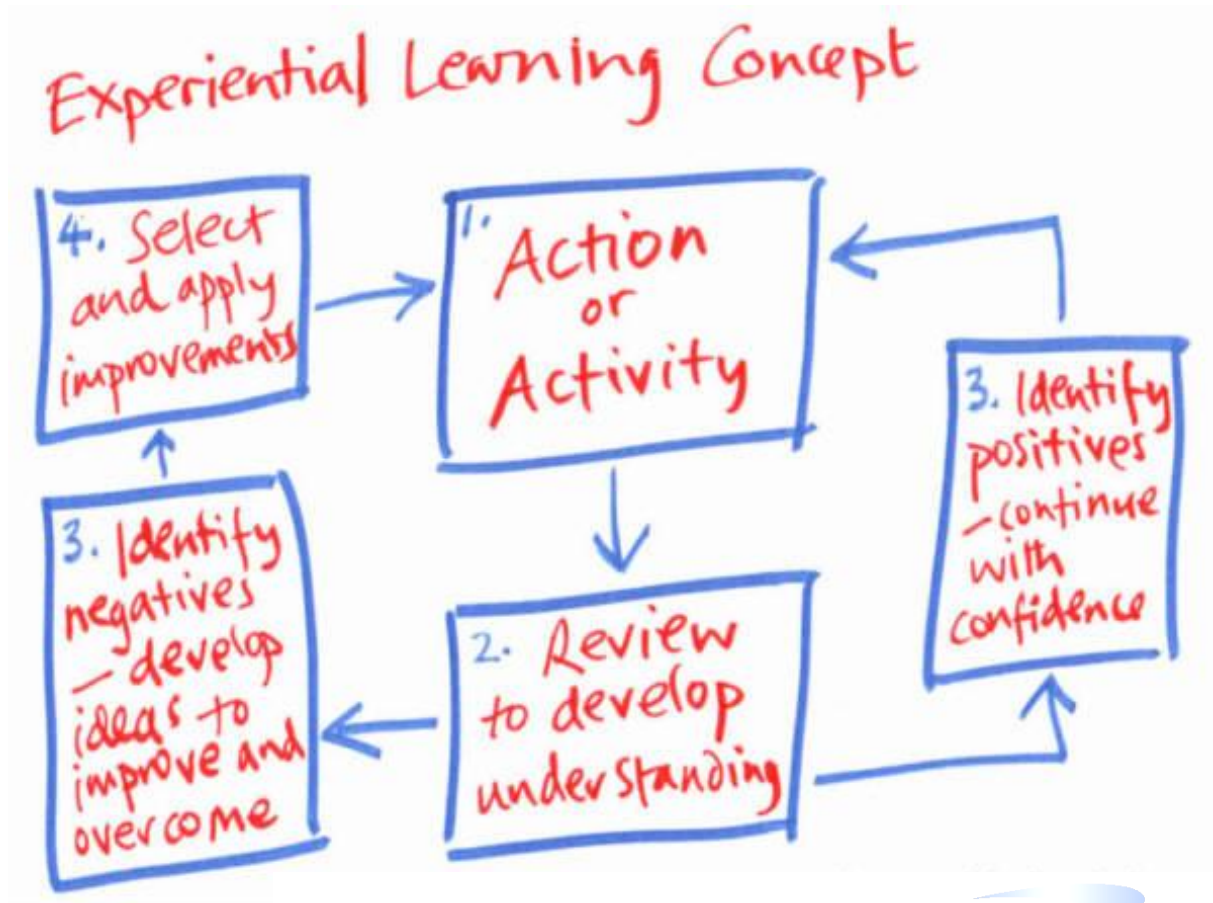 Experiential Learning Concept
1. Action
or
Activity
2. Review
to develop
understanding
3. Identify
negatives
– develop
ideas to
improve and
overcome
4. Select
and apply
improvements
3. Identify
positives
– continue
with
confidence